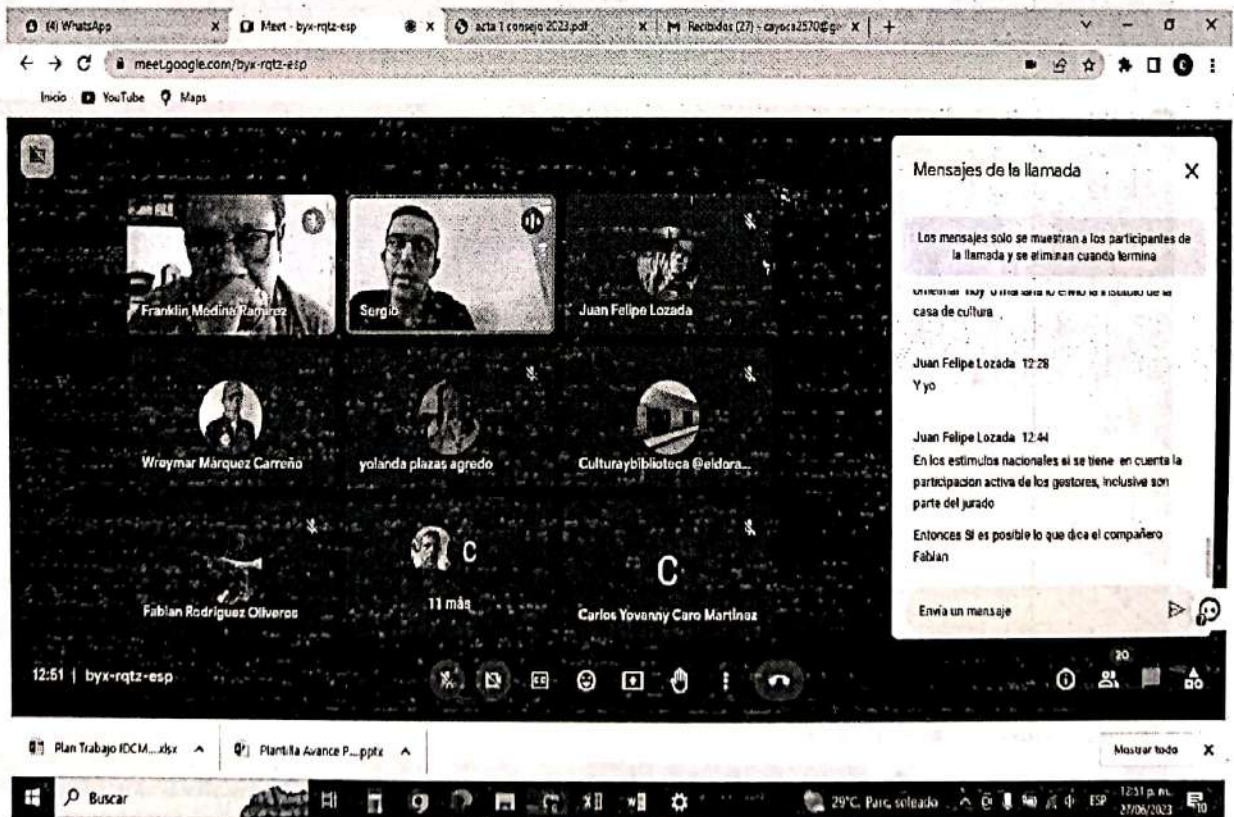 (4) WhatsApp
Meet - byx-rqtz-esp
acta 1 consejo 2023.pdf
Recibidos (27) - cayoca2570@g
meet.google.com/byx-rqtz-esp
Inicio YouTube Maps
Franklin Medina Ramirez
Sergio
Juan Felipe Lozada
Wreymar Márquez Carreño
yolanda plazas agredo
Culturaybiblioteca @eldora...
Fabian Rodriguez Oliveros
C
11 más
C
Carlos Yovanny Caro Martinez
Mensajes de la llamada
Los mensajes solo se muestran a los participantes de
la llamada y se eliminan cuando termina
casa de cultura
Juan Felipe Lozada 12:28
Y yo
Juan Felipe Lozada 12:44
En los estimulos nacionales si se tiene en cuenta la
participacion activa de los gestores, inclusive son
parte del jurado
Entonces SI es posible lo que dice el compañero
Fabian
Envía un mensaje
12:51 | byx-rqtz-esp
20
Plan Trabajo IDCM....xlsx
Plantilla Avance P....pptx
Mostrar todo
Buscar
29°C Parc. soleado
ESP
12:51 p. m.
27/06/2023
10